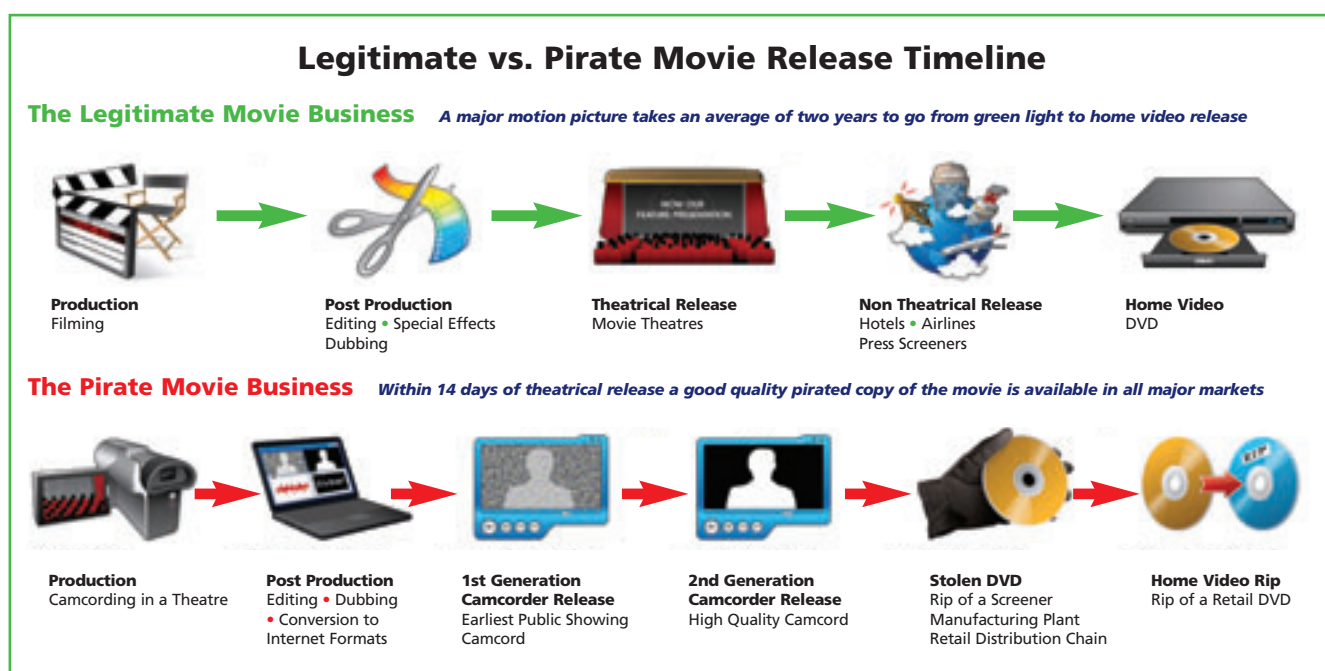 Legitimate vs. Pirate Movie Release Timeline
The Legitimate Movie Business
A major motion picture takes an average of two years to go from green light to home video release
NOW OUR
FEATURE PRESENTATION
Production
Filming
Post Production
Editing • Special Effects
Dubbing
Theatrical Release
Movie Theatres
Non Theatrical Release
Hotels • Airlines
Press Screeners
Home Video
DVD
The Pirate Movie Business
Within 14 days of theatrical release a good quality pirated copy of the movie is available in all major markets
RIP
Production
Camcording in a Theatre
Post Production
Editing • Dubbing
• Conversion to
Internet Formats
1st Generation
Camcorder Release
Earliest Public Showing
Camcord
2nd Generation
Camcorder Release
High Quality Camcord
Stolen DVD
Rip of a Screener
Manufacturing Plant
Retail Distribution Chain
Home Video Rip
Rip of a Retail DVD